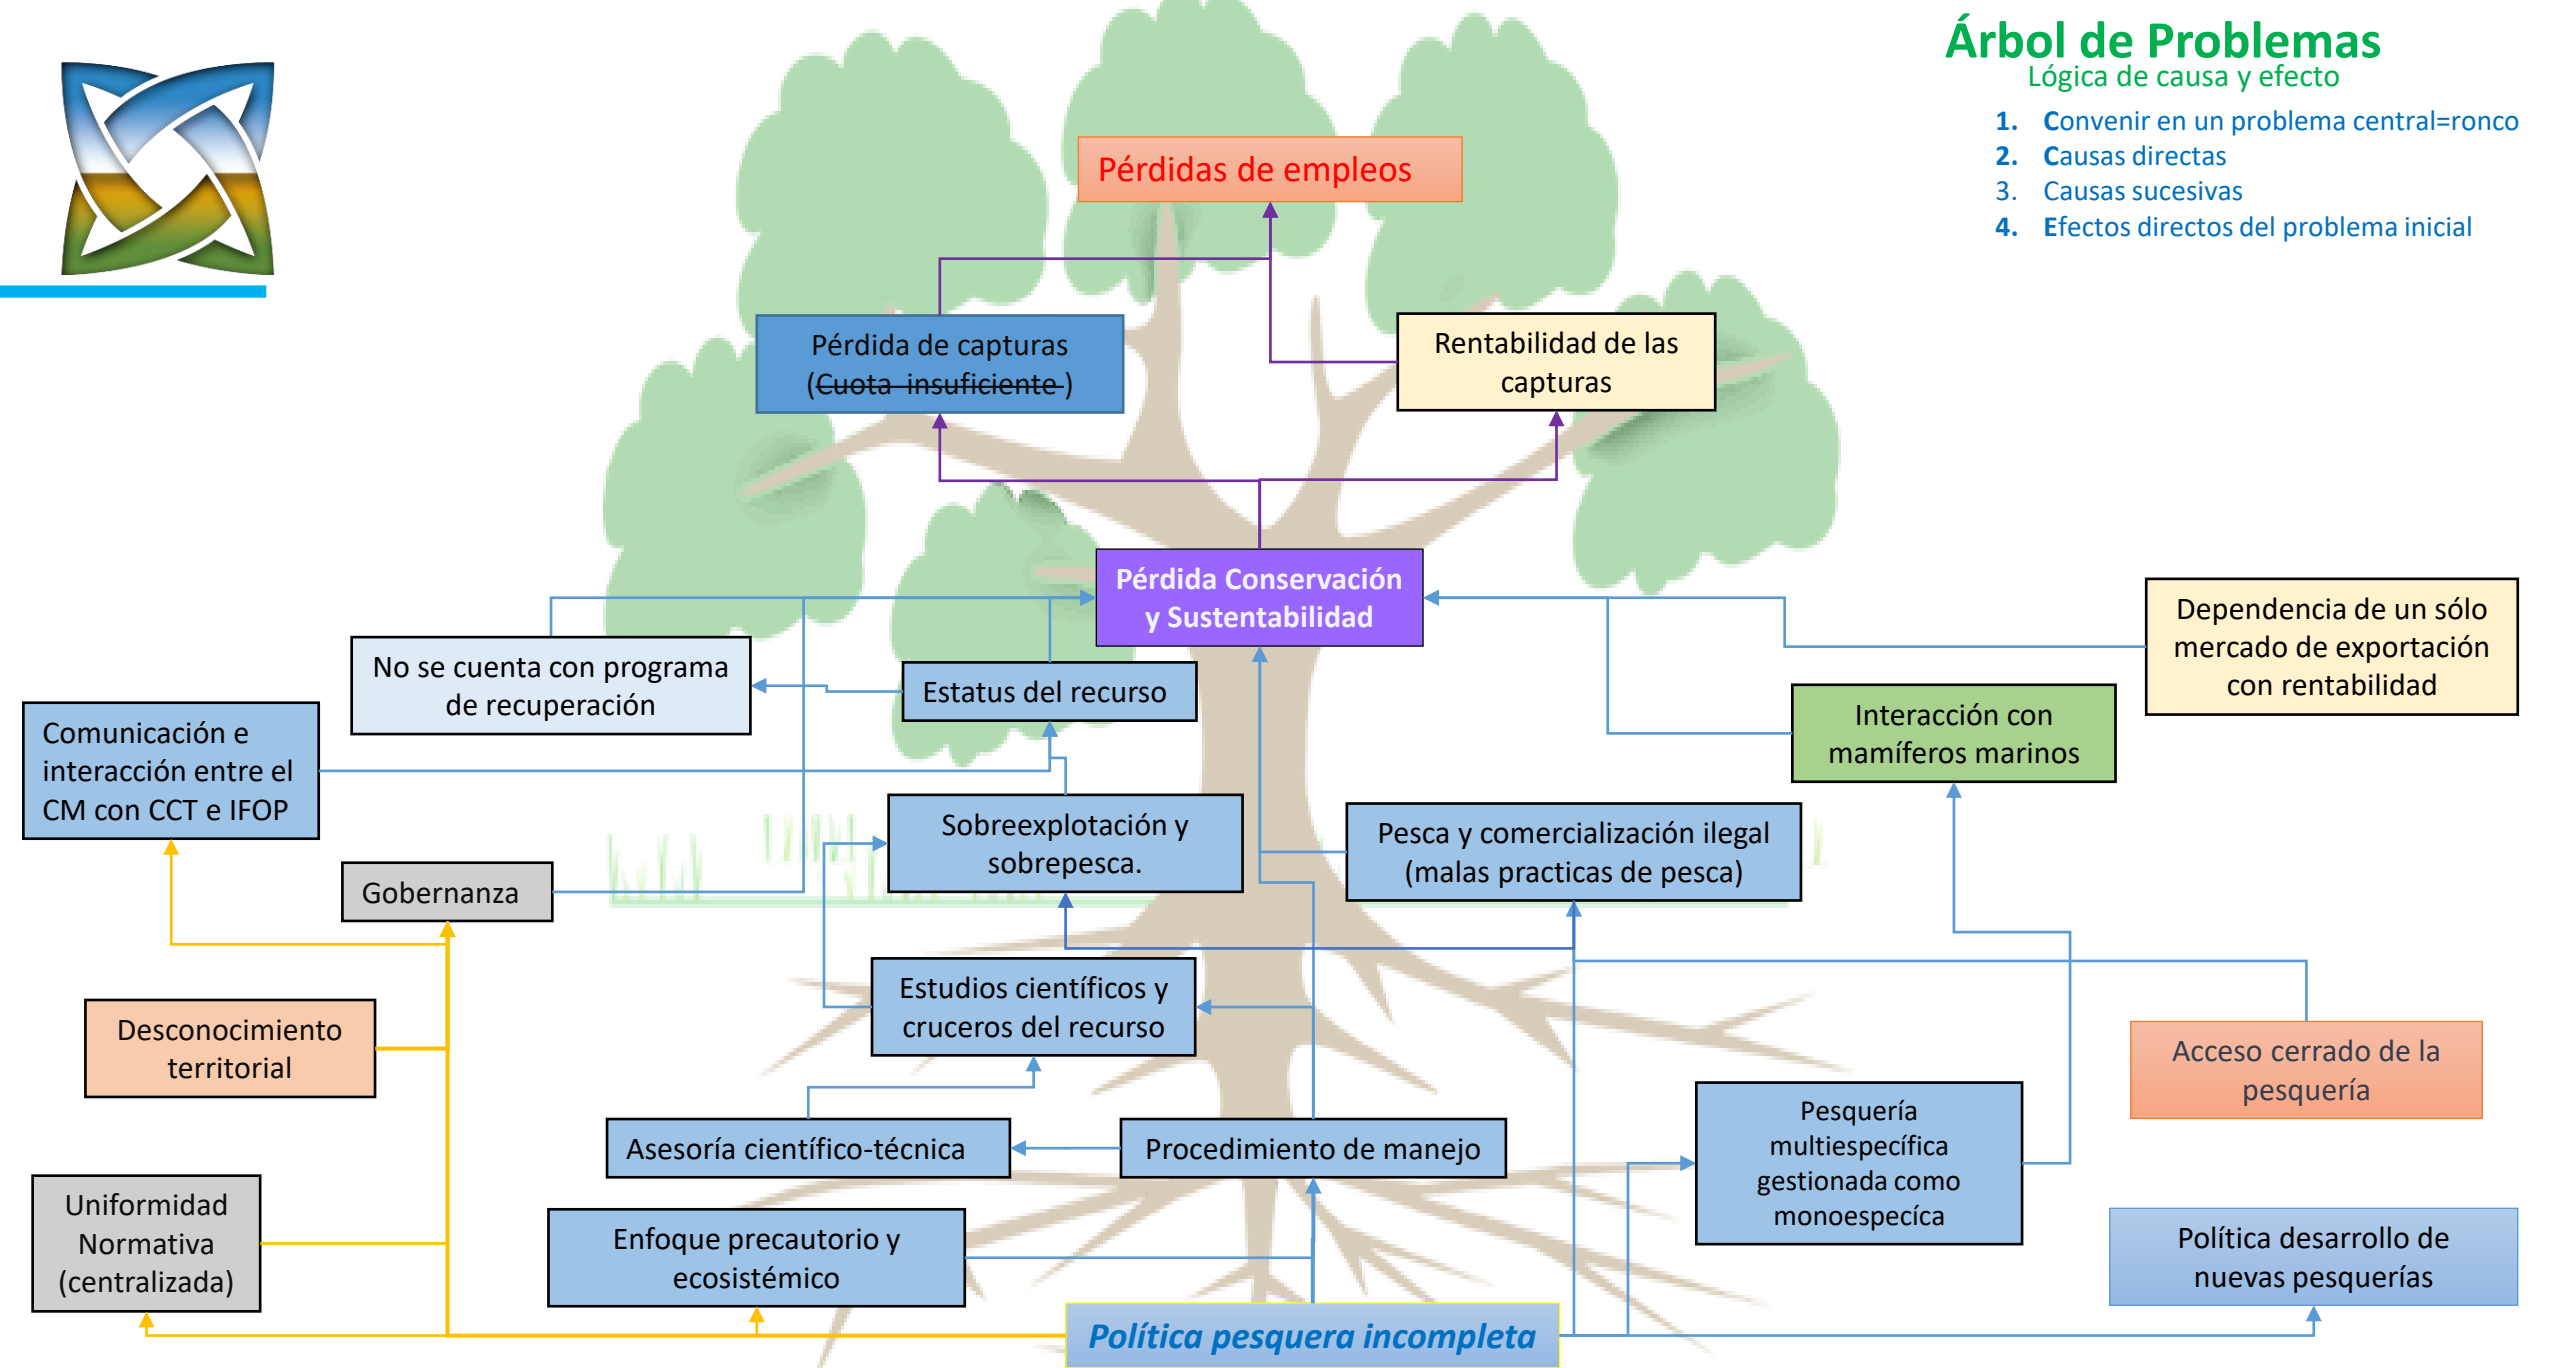 Árbol de Problemas
Lógica de causa y efecto
1. Convenir en un problema central=ronco
2. Causas directas
3. Causas sucesivas
4. Efectos directos del problema inicial
Pérdidas de empleos
Pérdida de capturas
(Cuota insuficiente )
Rentabilidad de las
capturas
Pérdida Conservación
y Sustentabilidad
Dependencia de un sólo
mercado de exportación
con rentabilidad
No se cuenta con programa
de recuperación
Estatus del recurso
Interacción con
mamíferos marinos
Comunicación e
interacción entre el
CM con CCT e IFOP
Sobreexplotación y
sobrepesca.
Pesca y comercialización ilegal
(malas practicas de pesca)
Gobernanza
Estudios científicos y
cruceros del recurso
Desconocimiento
territorial
Acceso cerrado de la
pesquería
Asesoría científico-técnica
Procedimiento de manejo
Pesquería
multiespecífica
gestionada como
monoespecíca
Uniformidad
Normativa
(centralizada)
Enfoque precautorio y
ecosistémico
Política desarrollo de
nuevas pesquerías
Política pesquera incompleta